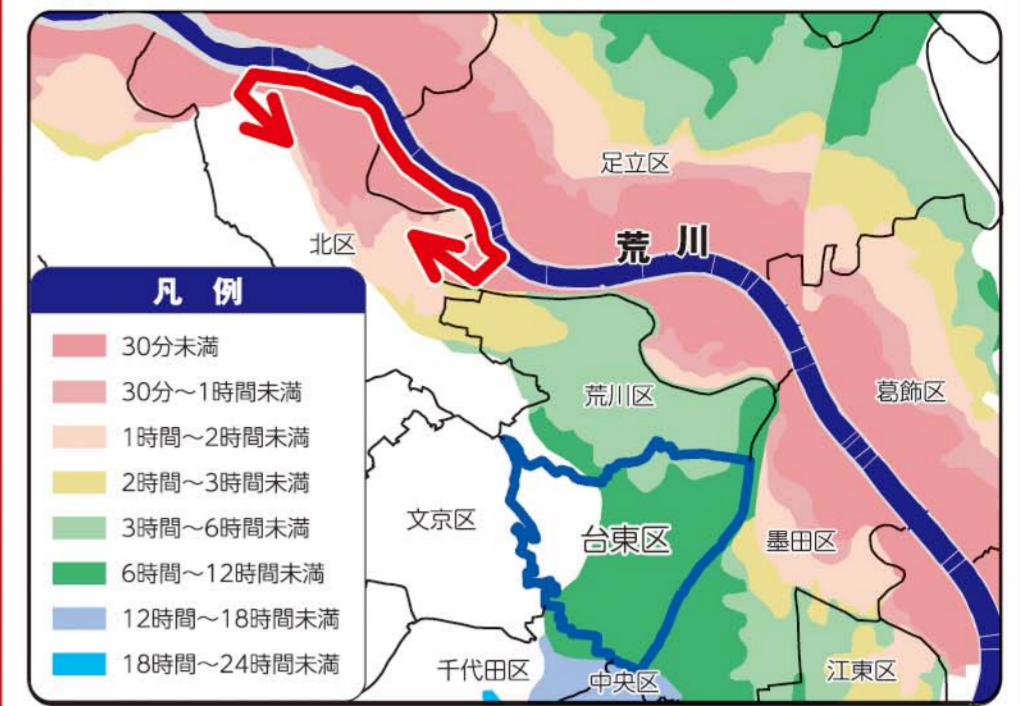 足立区
荒川
北区
凡例
30分未満
30分～1時間未満
1時間～2時間未満
2時間～3時間未満
3時間～6時間未満
6時間～12時間未満
12時間～18時間未満
18時間～24時間未満
荒川区
葛飾区
文京区
台東区
墨田区
千代田区
中央区
江東区